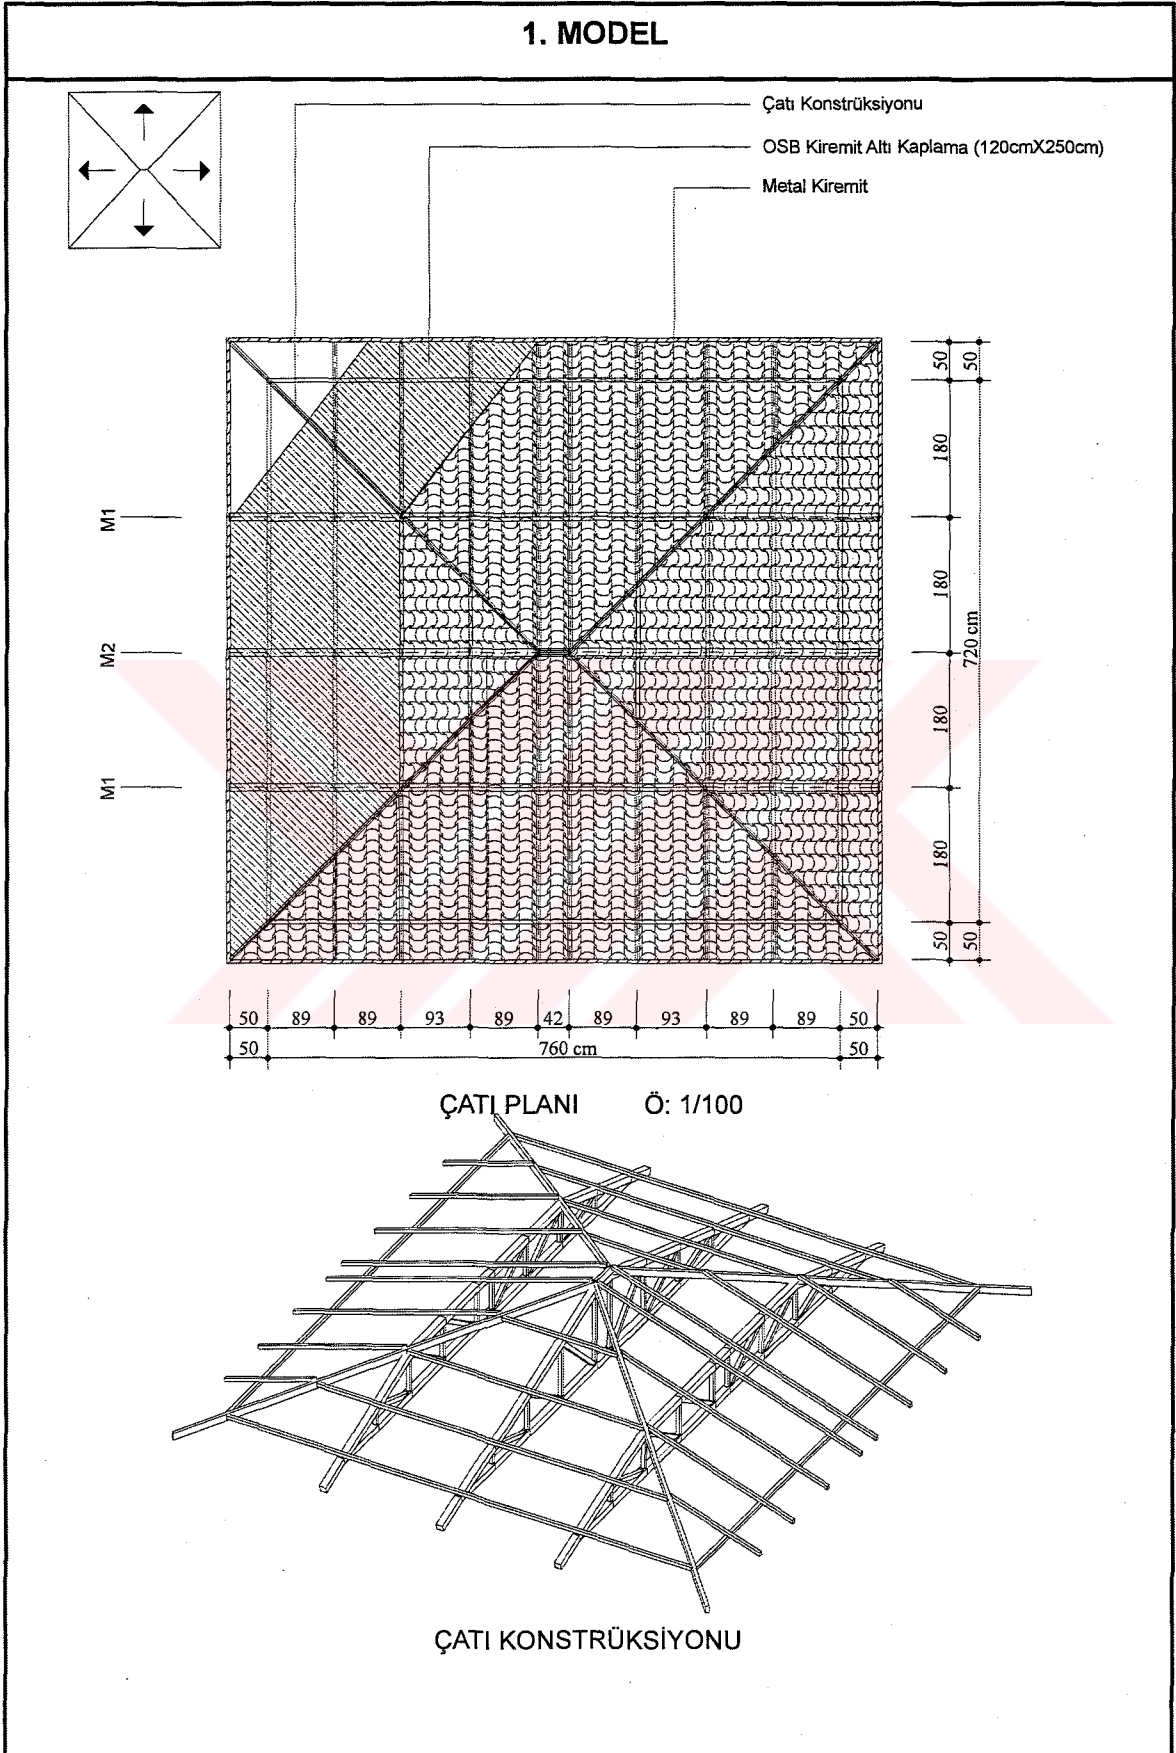 1. MODEL
Çatı Konstrüksiyonu
OSB Kiremit Altı Kaplama (120cmX250cm)
Metal Kiremit
50
50
180
M1
180
M2
720 cm
180
M1
180
50
50
50 89 89 93 89 42 89 93 89 89 50
50 760 cm 50
ÇATI PLANI Ö: 1/100
ÇATI KONSTRÜKSİYONU